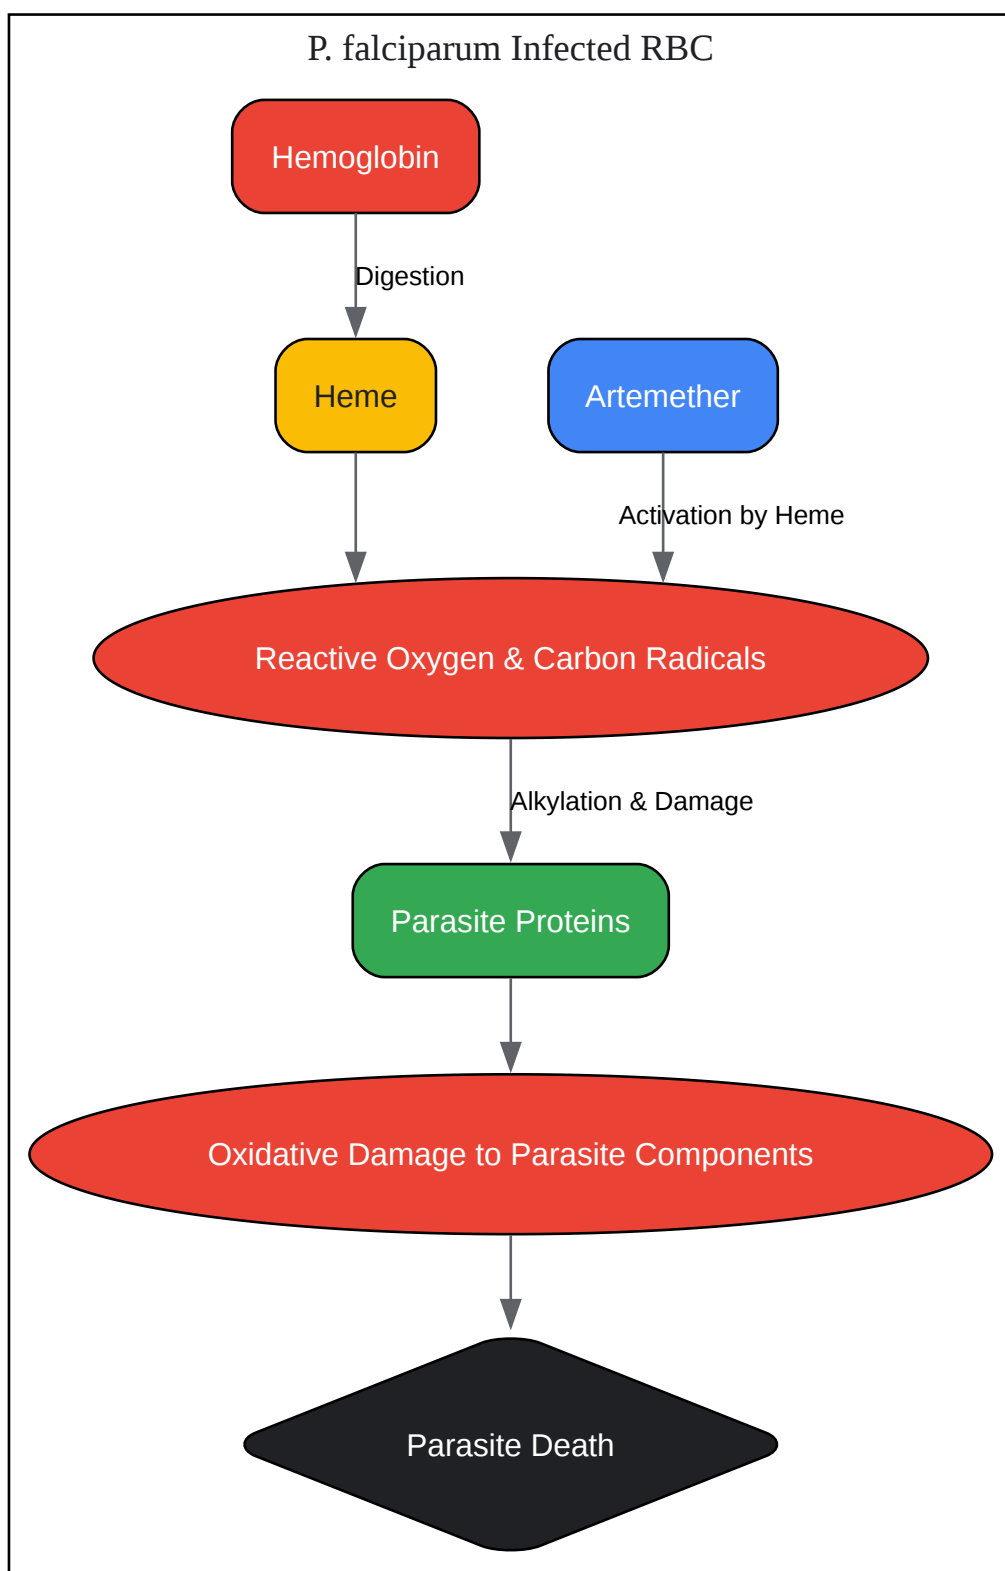 P. falciparum Infected RBC
Hemoglobin
Digestion
Heme
Artemether
Activation by Heme
Reactive Oxygen & Carbon Radicals
Alkylation & Damage
Parasite Proteins
Oxidative Damage to Parasite Components
Parasite Death